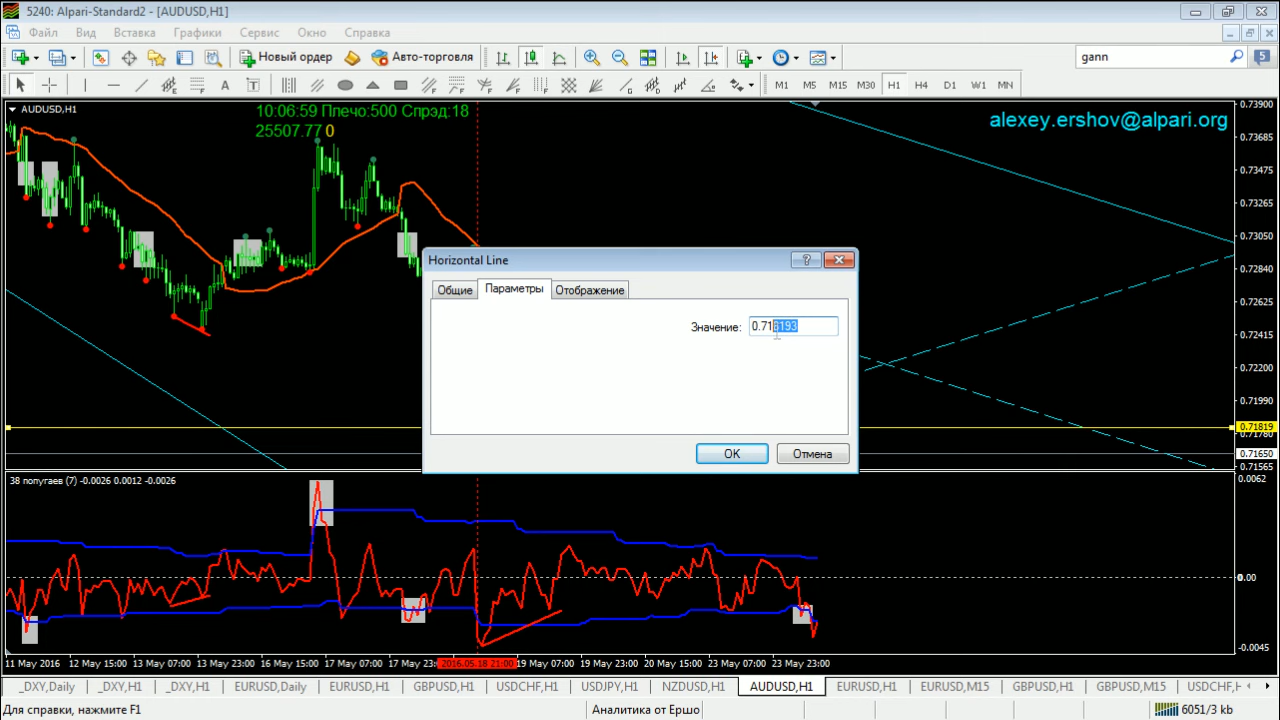 5240: Alpari-Standard2 - [AUDUSD,H1]
Файл Вид Вставка Графики Сервис Окно Справка
Новый ордер Авто-торговля gann 5
A T M1 M5 M15 M30 H1 H4 D1 W1 MN
AUDUSD,H1
10:06:59 Плечо:500 Спрэд:18
25507.77 0
alexey.ershov@alpari.org
0.73900
0.73475
0.73265
0.73050
0.72840
0.72625
0.72415
0.72200
0.71990
0.71819
0.71780
0.71650
0.71565
Horizontal Line
Общие Параметры Отображение
Значение: 0.718193
OK Отмена
38 попугаев (7) -0.0026 0.0012 -0.0026
0.0062
0.00
-0.0045
11 May 2016 12 May 15:00 13 May 07:00 13 May 23:00 16 May 15:00 17 May 07:00 17 May 23: 2016.05.18 21:00 19 May 07:00 19 May 23:00 20 May 15:00 23 May 07:00 23 May 23:00
_DXY,Daily _DXY,H1 _DXY,H1 EURUSD,Daily EURUSD,H1 GBPUSD,H1 USDCHF,H1 USDJPY,H1 NZDUSD,H1 AUDUSD,H1 EURUSD,H1 EURUSD,M15 GBPUSD,H1 GBPUSD,M15 USDCHF,H
Для справки, нажмите F1 Аналитика от Ершо 6051/3 kb